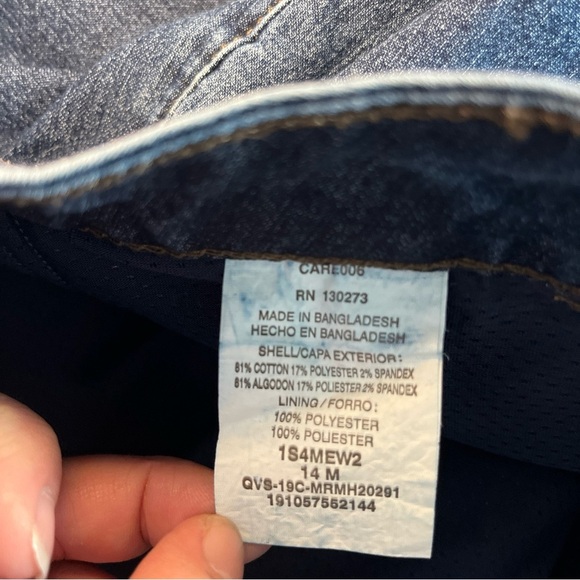 CARE006
RN 130273
MADE IN BANGLADESH
HECHO EN BANGLADESH
SHELL/CAPA EXTERIOR:
81% COTTON 17% POLYESTER 2% SPANDEX
81% ALGODON 17% POLIESTER 2% SPANDEX
LINING/FORRO:
100% POLYESTER
100% POLIESTER
1S4MEW2
14 M
QVS-19C-MRMH20291
191057552144